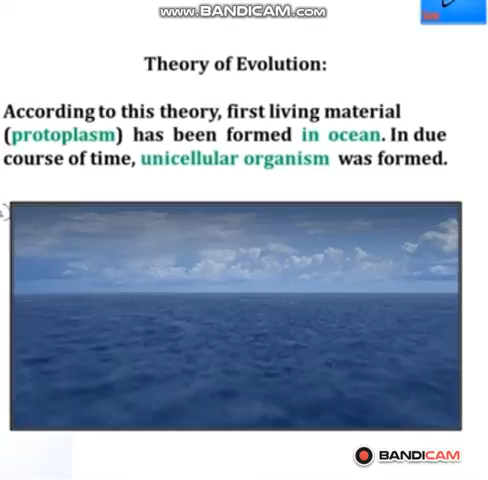 www.BANDICAM.com
Theory of Evolution:
According to this theory, first living material
(protoplasm) has been formed in ocean. In due
course of time, unicellular organism was formed.
BANDICAM